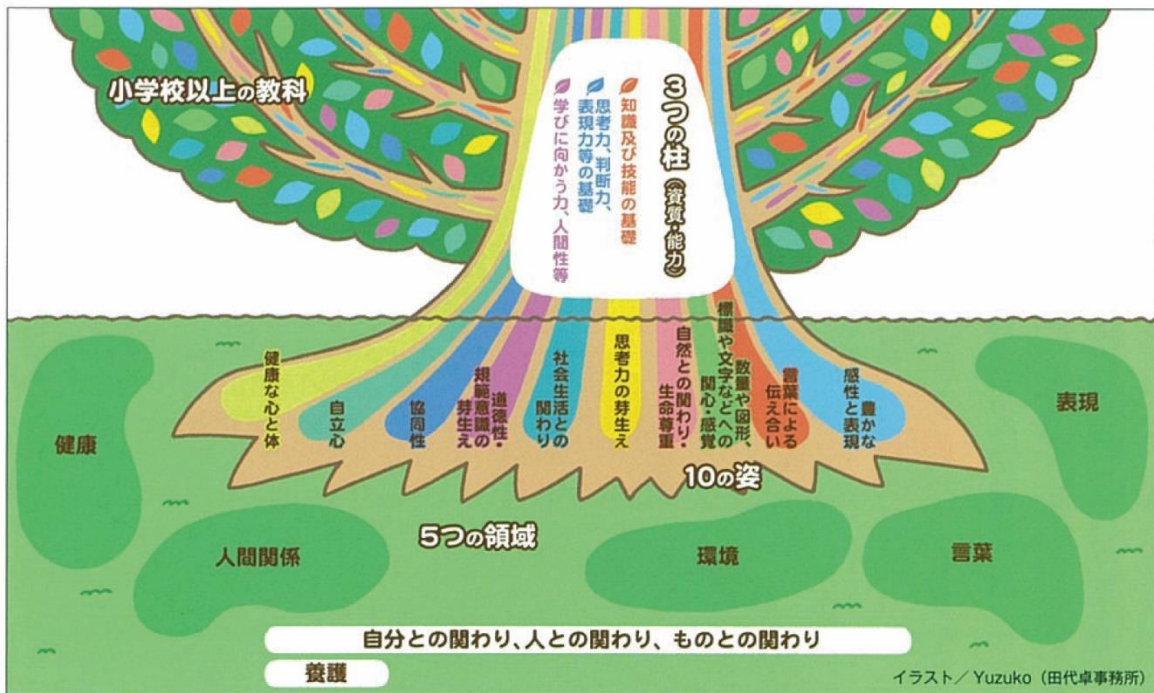 小学校以上の教科
3つの柱（資質・能力）
知識及び技能の基礎
思考力、判断力、
表現力等の基礎
学びに向かう力、人間性等
健康な心と体
自立心
協同性
道徳性・
規範意識の
芽生え
社会生活との
関わり
思考力の芽生え
自然との関わり・
生命尊重
数量や図形、
標識や文字などへの
関心・感覚
言葉による
伝え合い
豊かな
感性と表現
10の姿
5つの領域
健康
人間関係
環境
言葉
表現
自分との関わり、人との関わり、ものとの関わり
養護
イラスト／Yuzuko（田代卓事務所）